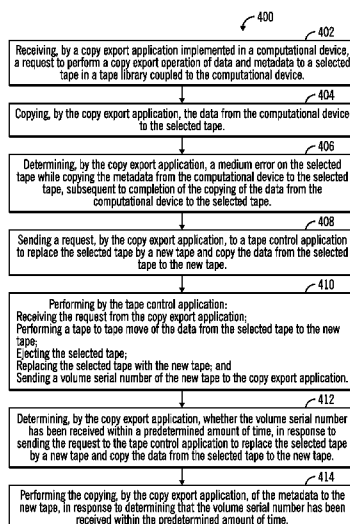 400
402
Receiving, by a copy export application implemented in a computational device,
a request to perform a copy export operation of data and metadata to a selected
tape in a tape library coupled to the computational device.
404
Copying, by the copy export application, the data from the computational device
to the selected tape.
406
Determining, by the copy export application, a medium error on the selected
tape while copying the metadata from the computational device to the selected
tape, subsequent to completion of the copying of the data from the
computational device to the selected tape.
408
Sending a request, by the copy export application, to a tape control application
to replace the selected tape by a new tape and copy the data from the selected
tape to the new tape.
410
Performing by the tape control application:
Receiving the request from the copy export application;
Performing a tape to tape move of the data from the selected tape to the new
tape;
Ejecting the selected tape;
Replacing the selected tape with the new tape; and
Sending a volume serial number of the new tape to the copy export application.
412
Determining, by the copy export application, whether the volume serial number
has been received within a predetermined amount of time, in response to
sending the request to the tape control application to replace the selected tape
by a new tape and copy the data from the selected tape to the new tape.
414
Performing the copying, by the copy export application, of the metadata to the
new tape, in response to determining that the volume serial number has been
received within the predetermined amount of time.